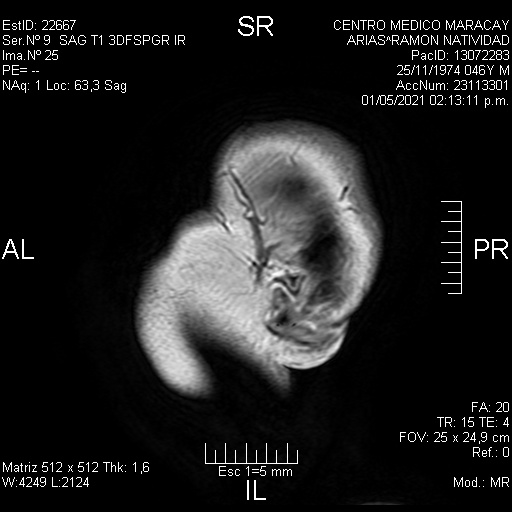 EstID: 22667
Ser.Nº 9 SAG T1 3DFSPGR IR
Ima.Nº 25
PE= --
NAq: 1 Loc: 63,3 Sag
SR
CENTRO MEDICO MARACAY
ARIAS^RAMON NATIVIDAD
PacID: 13072283
25/11/1974 046Y M
AccNum: 23113301
01/05/2021 02:13:11 p.m.
AL
PR
FA: 20
TR: 15 TE: 4
FOV: 25 x 24,9 cm
Ref.: 0
Matriz 512 x 512 Thk: 1,6
W:4249 L:2124
Esc 1=5 mm
IL
Mod.: MR